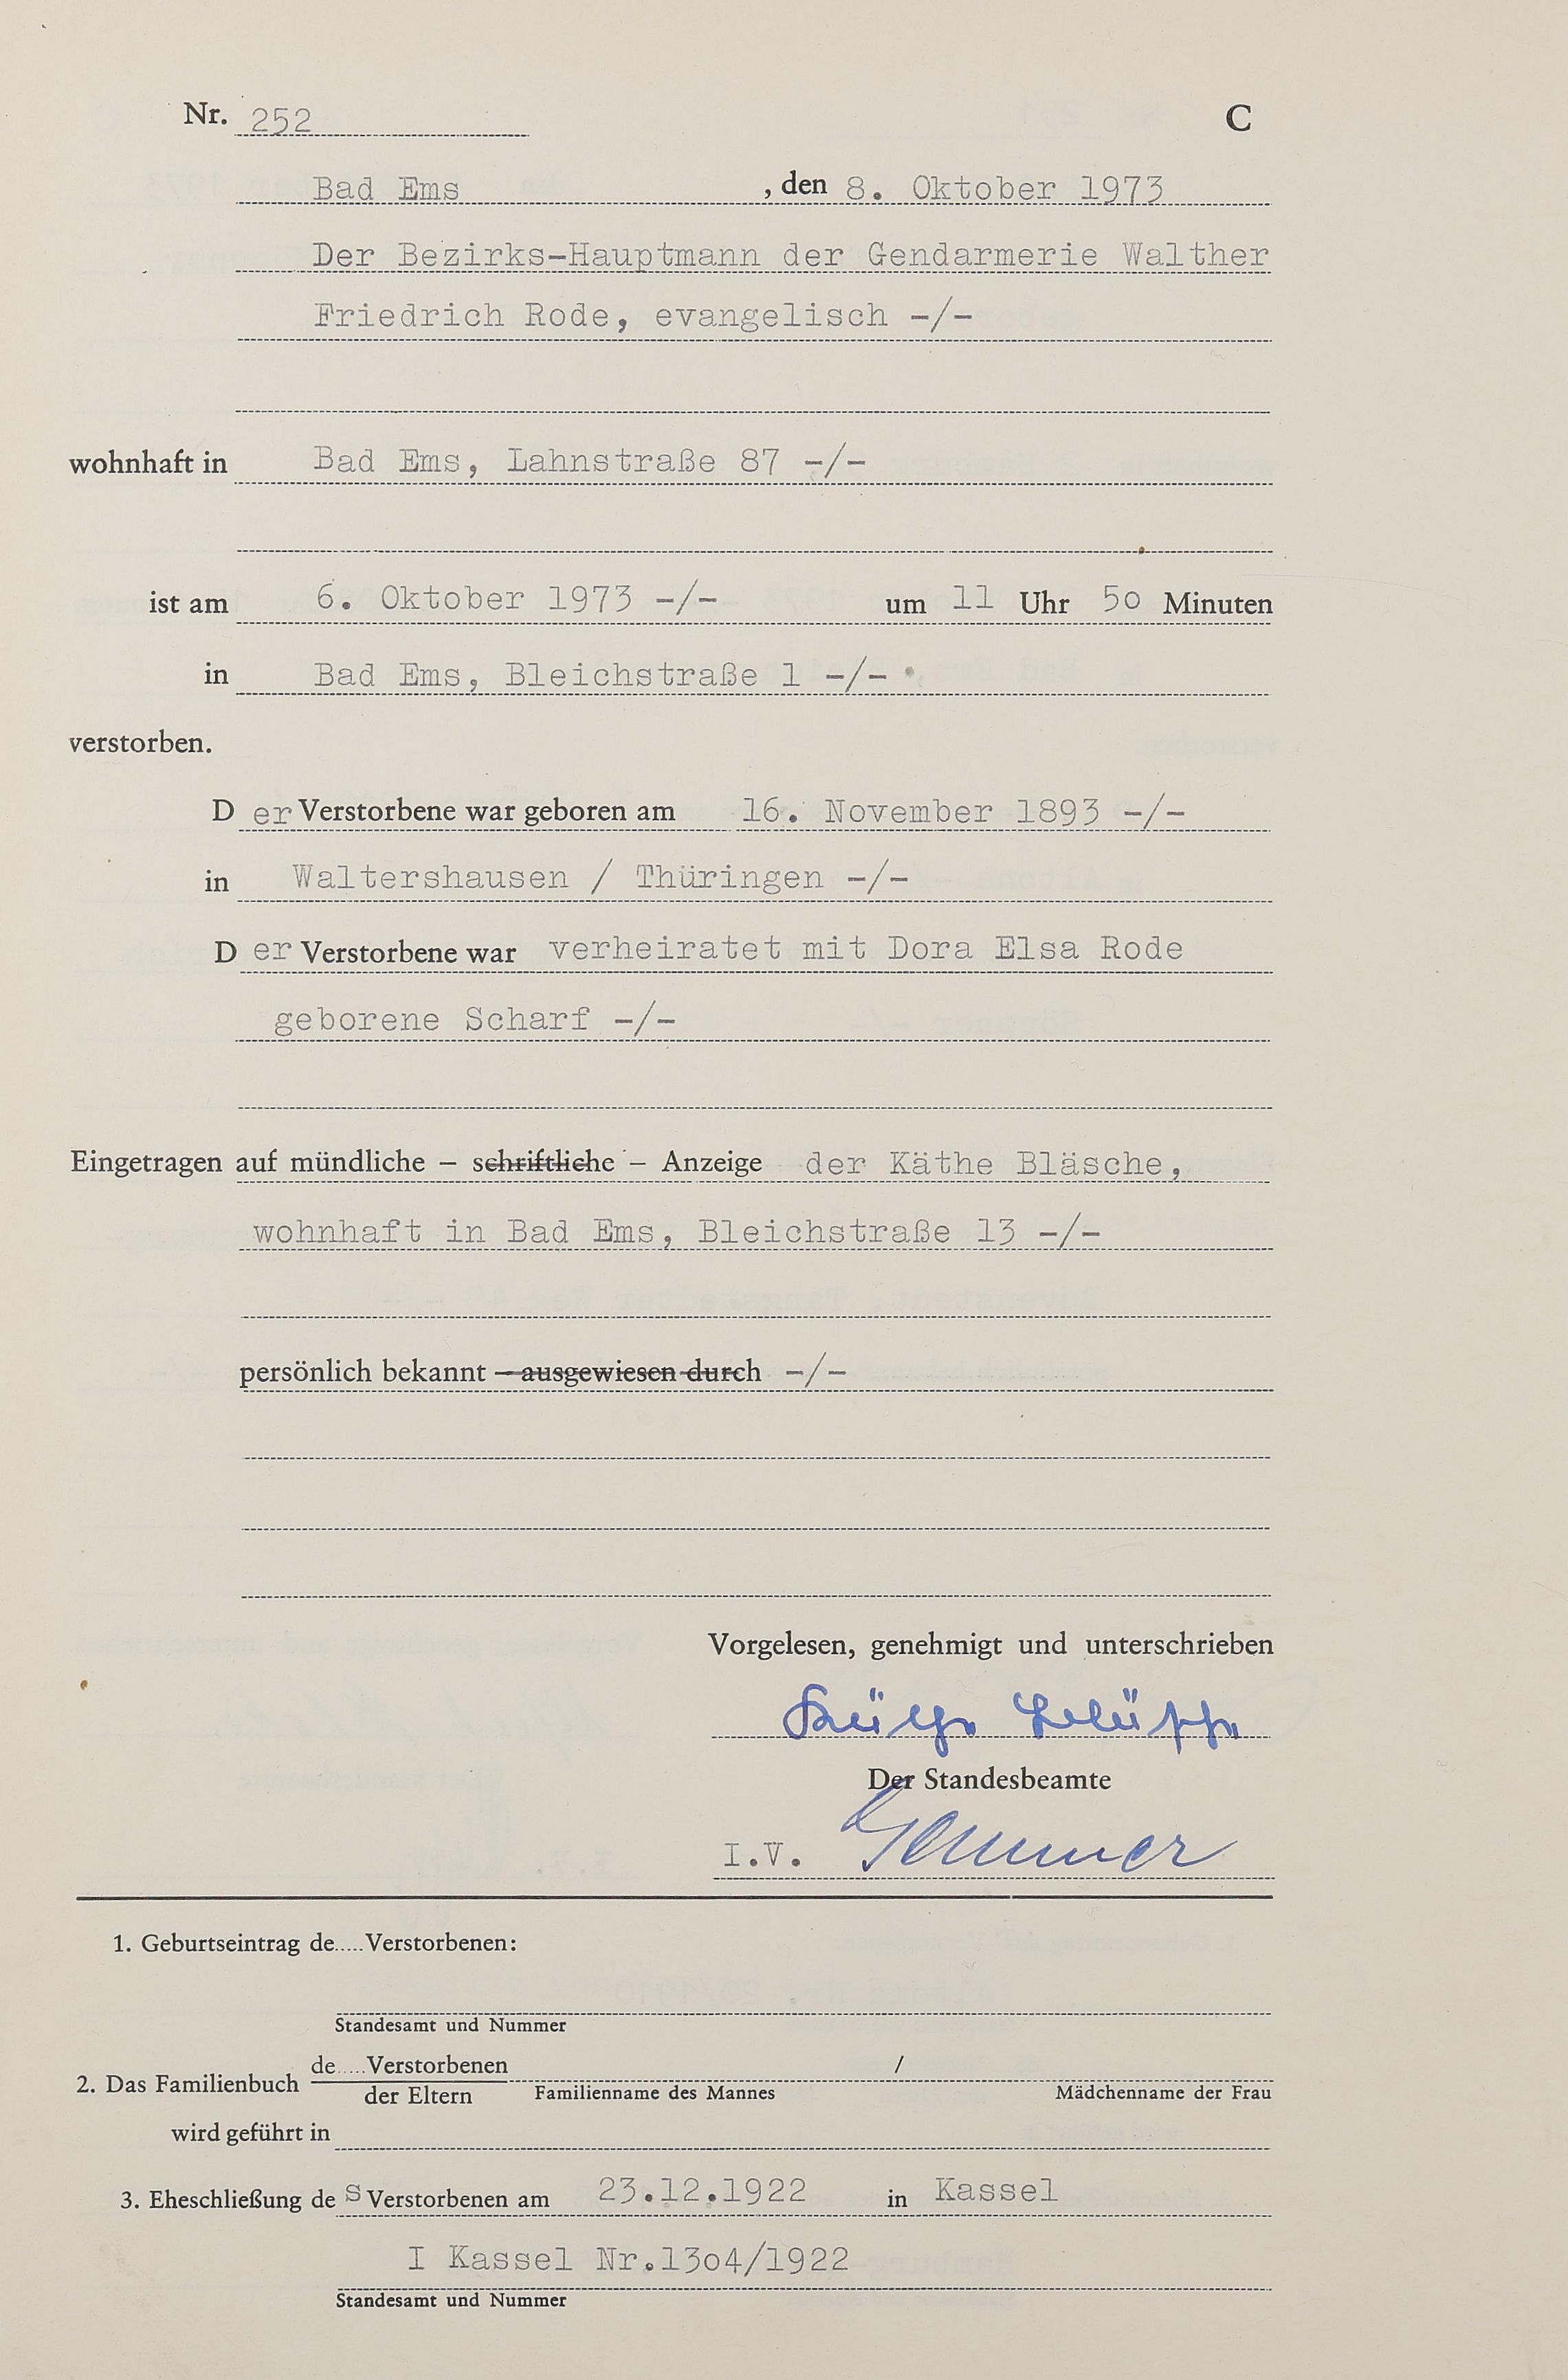 Nr. 252 C
Bad Ems , den 8. Oktober 1973
Der Bezirks-Hauptmann der Gendarmerie Walther
Friedrich Rode, evangelisch -/-
wohnhaft in Bad Ems, Lahnstraße 87 -/-
ist am 6. Oktober 1973 -/- um 11 Uhr 5o Minuten
in Bad Ems, Bleichstraße 1 -/-
verstorben.
D er Verstorbene war geboren am 16. November 1893 -/-
in Waltershausen / Thüringen -/-
D er Verstorbene war verheiratet mit Dora Elsa Rode
geborene Scharf -/-
Eingetragen auf mündliche – schriftliche – Anzeige der Käthe Bläsche,
wohnhaft in Bad Ems, Bleichstraße 13 -/-
persönlich bekannt – ausgewiesen durch -/-
Vorgelesen, genehmigt und unterschrieben
Der Standesbeamte
I.V.
1. Geburtseintrag de.....Verstorbenen:
Standesamt und Nummer
de.....Verstorbenen /
2. Das Familienbuch der Eltern Familienname des Mannes Mädchenname der Frau
wird geführt in
3. Eheschließung de s Verstorbenen am 23.12.1922 in Kassel
I Kassel Nr.13o4/1922
Standesamt und Nummer